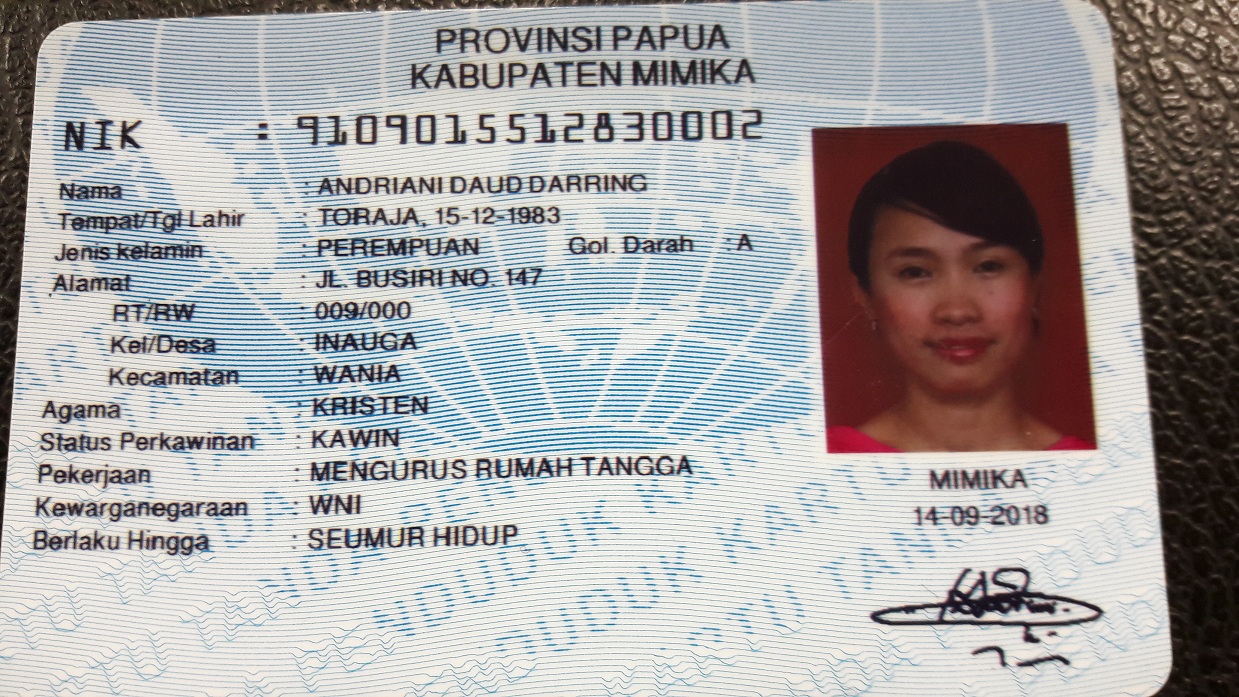 PROVINSI PAPUA
KABUPATEN MIMIKA
NIK : 9109015512830002
Nama : ANDRIANI DAUD DARRING
Tempat/Tgl Lahir : TORAJA, 15-12-1983
Jenis Kelamin : PEREMPUAN Gol. Darah : A
Alamat : JL. BUSIRI NO. 147
RT/RW : 009/000
Kel/Desa : INAUGA
Kecamatan : WANIA
Agama : KRISTEN
Status Perkawinan : KAWIN
Pekerjaan : MENGURUS RUMAH TANGGA
Kewarganegaraan : WNI
Berlaku Hingga : SEUMUR HIDUP
MIMIKA
14-09-2018